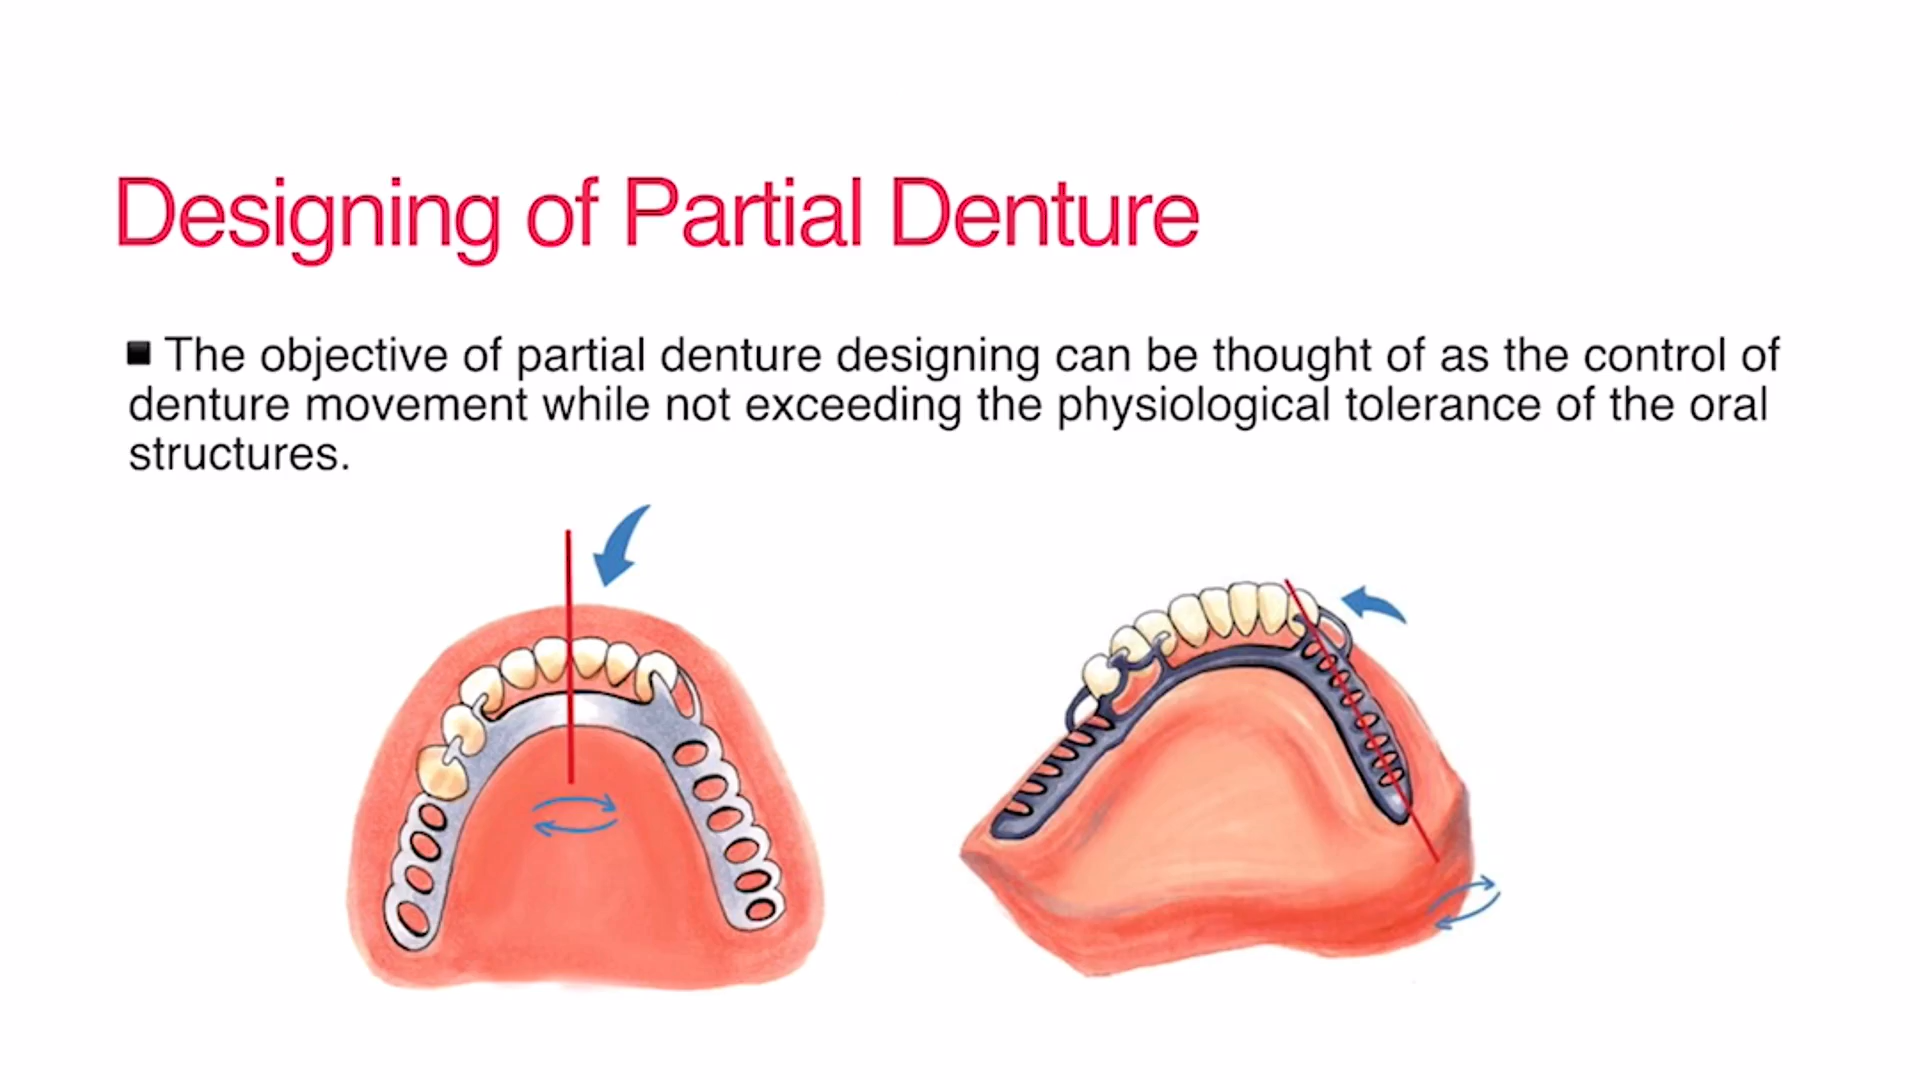 Designing of Partial Denture
▪ The objective of partial denture designing can be thought of as the control of
denture movement while not exceeding the physiological tolerance of the oral
structures.